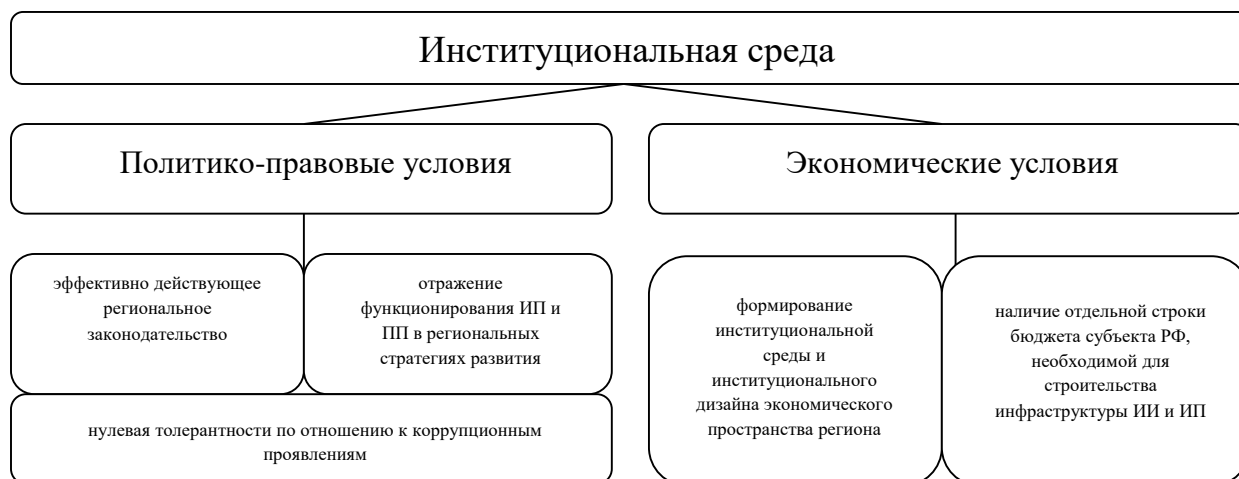 Институциональная среда
Политико-правовые условия
Экономические условия
эффективно действующее
региональное
законодательство
отражение
функционирования ИП и
ПП в региональных
стратегиях развития
нулевая толерантности по отношению к коррупционным
проявлениям
формирование
институциональной
среды и
институционального
дизайна экономического
пространства региона
наличие отдельной строки
бюджета субъекта РФ,
необходимой для
строительства
инфраструктуры ИИ и ИП